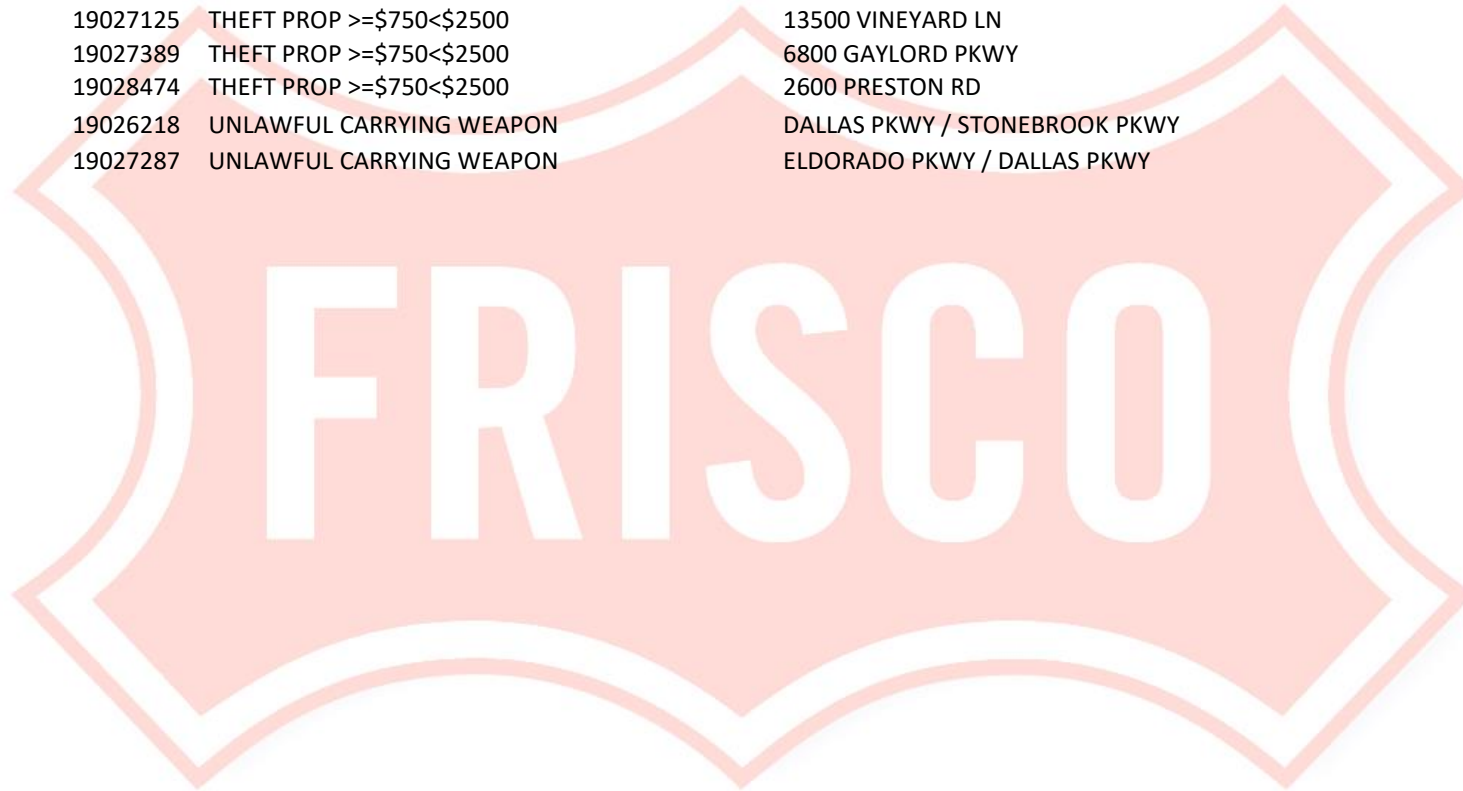 19027125 THEFT PROP >=$750<$2500 13500 VINEYARD LN
19027389 THEFT PROP >=$750<$2500 6800 GAYLORD PKWY
19028474 THEFT PROP >=$750<$2500 2600 PRESTON RD
19026218 UNLAWFUL CARRYING WEAPON DALLAS PKWY / STONEBROOK PKWY
19027287 UNLAWFUL CARRYING WEAPON ELDORADO PKWY / DALLAS PKWY
FRISCO